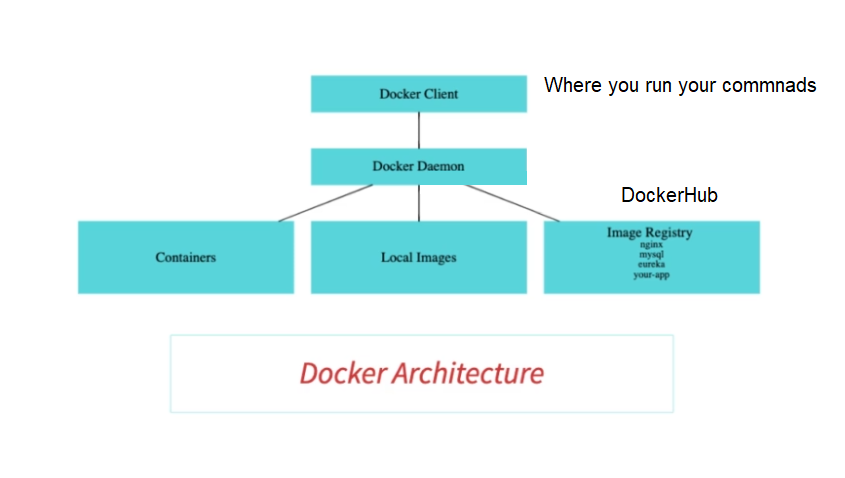 Docker Client
Where you run your commnads
Docker Daemon
DockerHub
Containers
Local Images
Image Registry
nginx
mysql
eureka
your-app
Docker Architecture